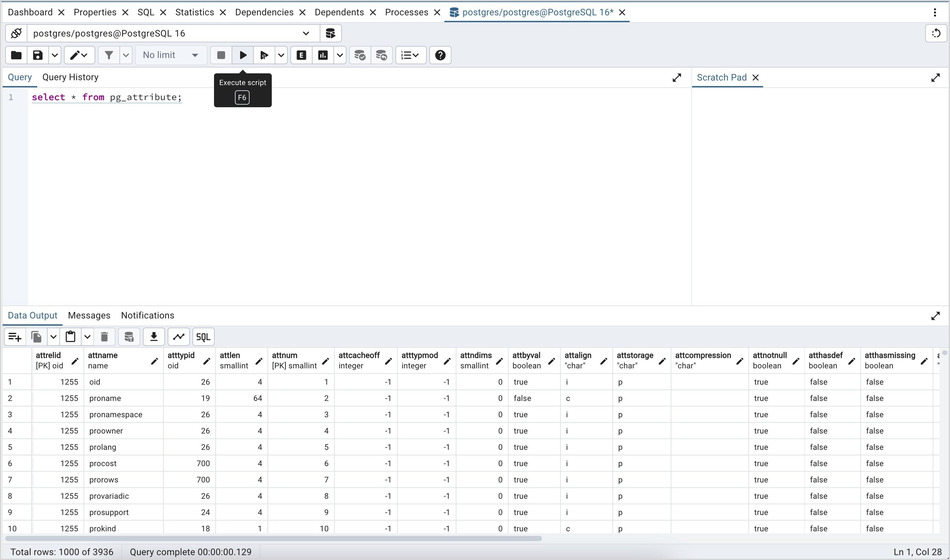 Dashboard Properties SQL Statistics Dependencies Dependents Processes postgres/postgres@PostgreSQL 16*
postgres/postgres@PostgreSQL 16
No limit E
Query Query History Scratch Pad
Execute script
F6
1 select * from pg_attribute;
Data Output Messages Notifications
SQL
attrelid attname atttypid attlen attnum attcacheoff atttypmod attndims attbyval attalign attstorage attcompression attnotnull atthasdef atthasmissing
[PK] oid name oid smallint [PK] smallint integer integer smallint boolean "char" "char" "char" boolean boolean boolean
1 1255 oid 26 4 1 -1 -1 0 true i p true false false
2 1255 proname 19 64 2 -1 -1 0 false c p true false false
3 1255 pronamespace 26 4 3 -1 -1 0 true i p true false false
4 1255 proowner 26 4 4 -1 -1 0 true i p true false false
5 1255 prolang 26 4 5 -1 -1 0 true i p true false false
6 1255 procost 700 4 6 -1 -1 0 true i p true false false
7 1255 prorows 700 4 7 -1 -1 0 true i p true false false
8 1255 provariadic 26 4 8 -1 -1 0 true i p true false false
9 1255 prosupport 24 4 9 -1 -1 0 true i p true false false
10 1255 prokind 18 1 10 -1 -1 0 true c p true false false
Total rows: 1000 of 3936 Query complete 00:00:00.129 Ln 1, Col 28